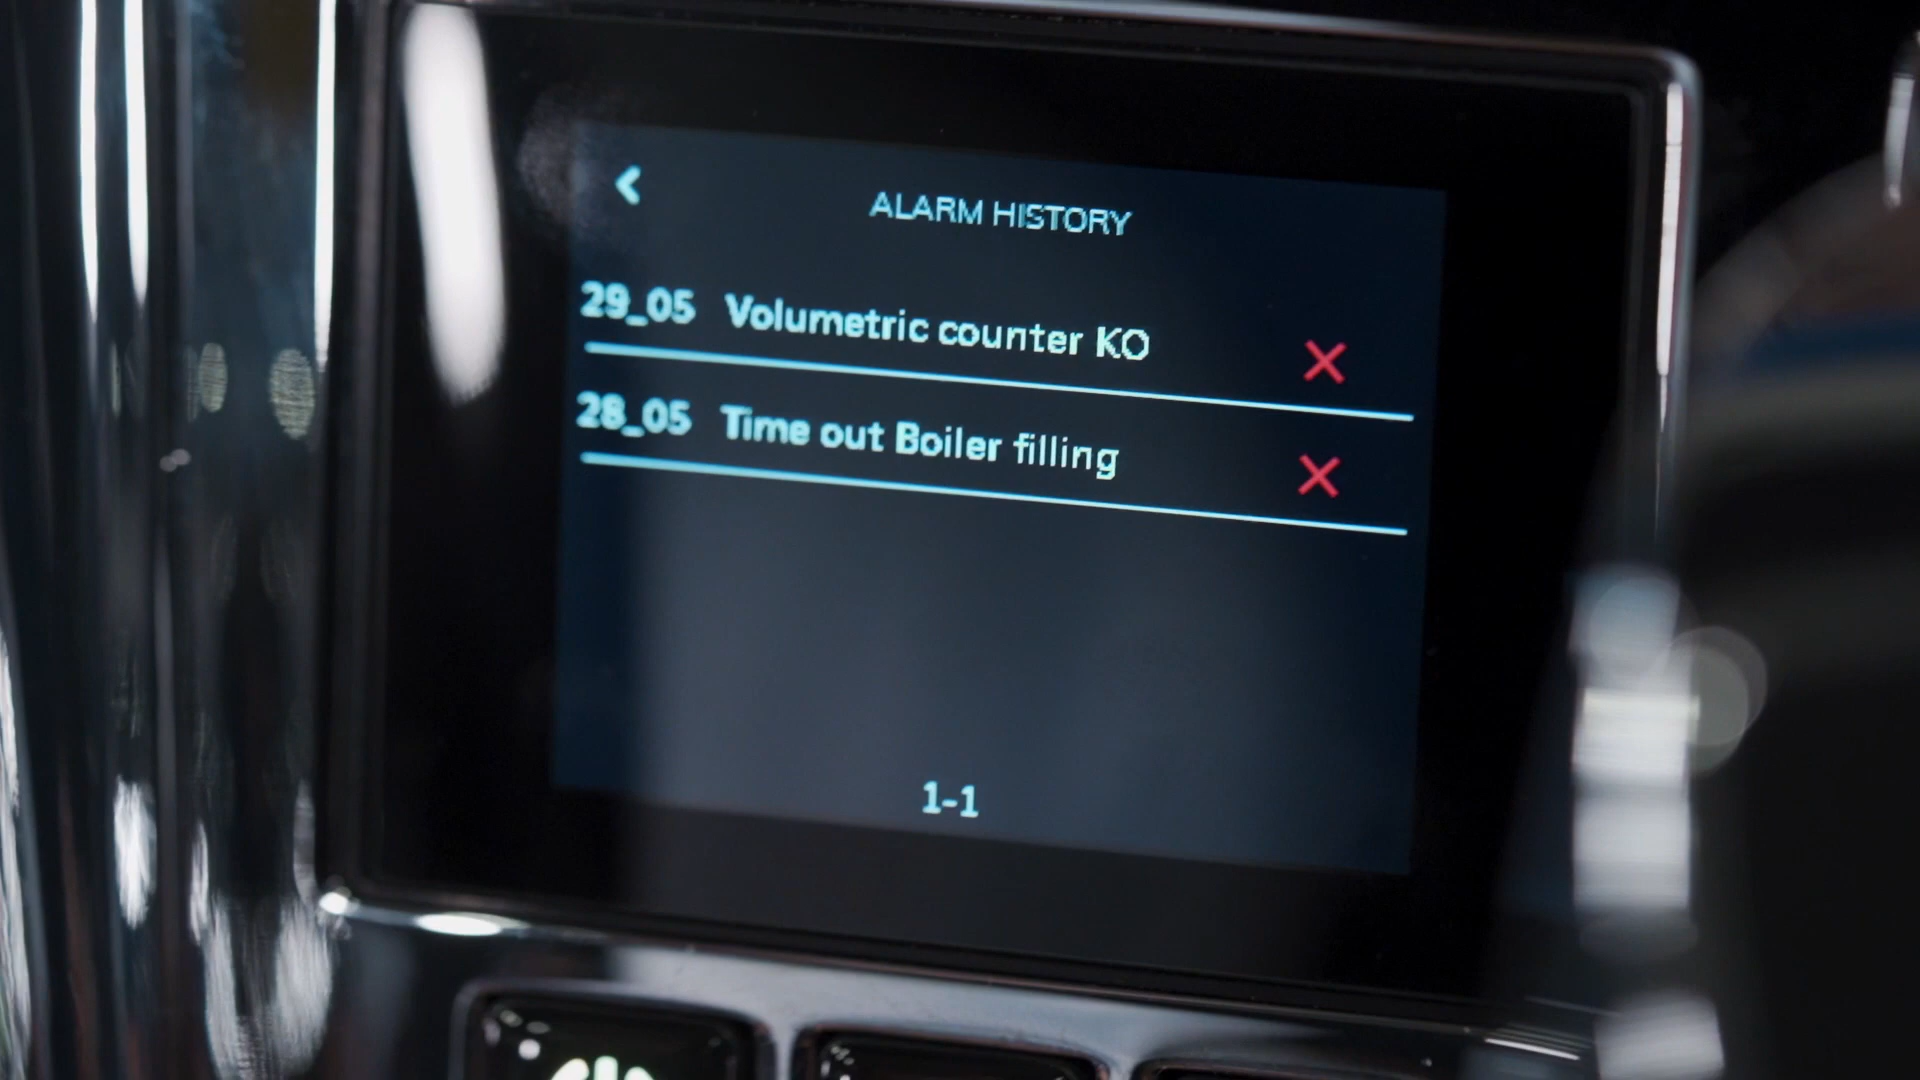 ALARM HISTORY
29_05 Volumetric counter KO
28_05 Time out Boiler filling
1-1